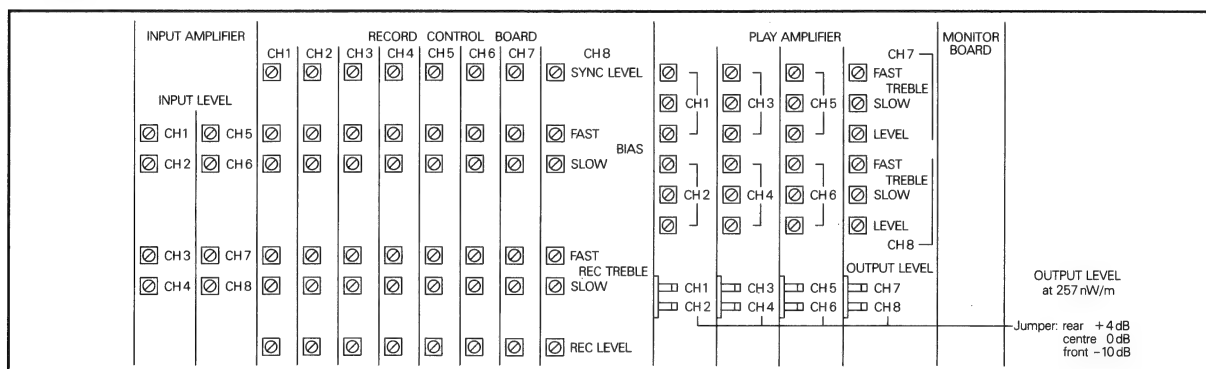 INPUT AMPLIFIER
INPUT LEVEL
CH1 CH5
CH2 CH6
CH3 CH7
CH4 CH8
RECORD CONTROL BOARD
CH1 CH2 CH3 CH4 CH5 CH6 CH7 CH8
SYNC LEVEL
FAST
BIAS
SLOW
FAST
REC TREBLE
SLOW
REC LEVEL
PLAY AMPLIFIER
CH7
FAST
TREBLE
CH1 CH3 CH5 SLOW
LEVEL
FAST
TREBLE
CH2 CH4 CH6 SLOW
LEVEL
CH8
OUTPUT LEVEL
CH1 CH3 CH5 CH7
CH2 CH4 CH6 CH8
MONITOR
BOARD
OUTPUT LEVEL
at 257 nW/m
Jumper: rear +4 dB
centre 0 dB
front -10 dB